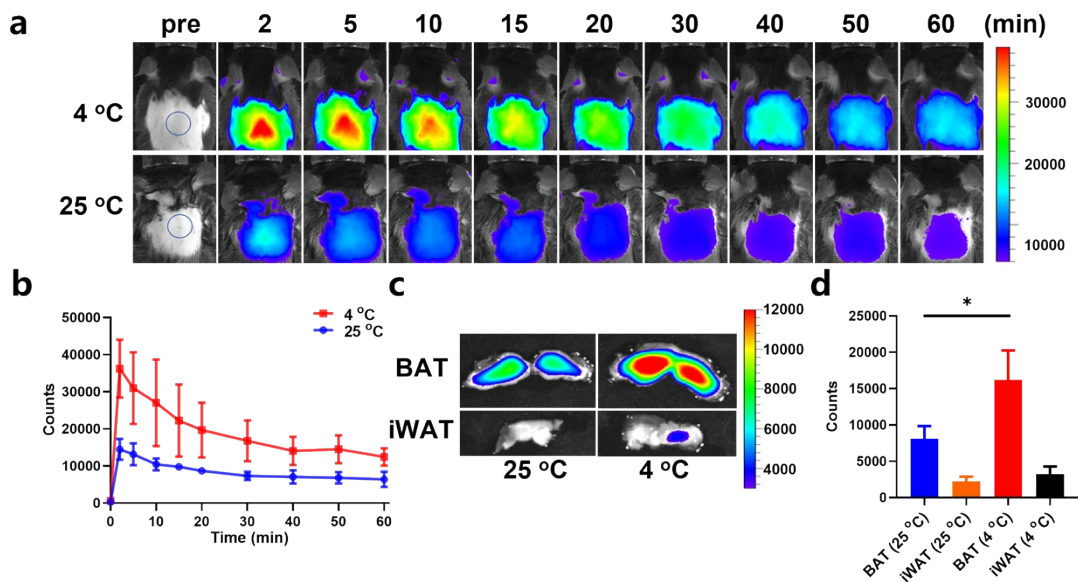 a
pre 2 5 10 15 20 30 40 50 60 (min)
4 °C
25 °C
30000
20000
10000
b
Counts
50000
40000
30000
20000
10000
0
4 °C
25 °C
0 10 20 30 40 50 60
Time (min)
c
BAT
iWAT
25 °C 4 °C
12000
10000
8000
6000
4000
d
*
Counts
25000
20000
15000
10000
5000
0
BAT (25 °C)
iWAT (25 °C)
BAT (4 °C)
iWAT (4 °C)